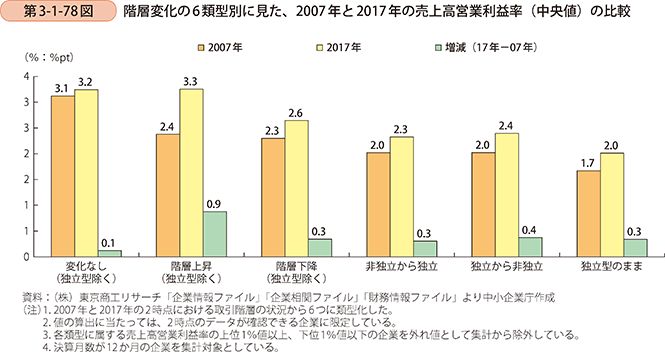 第3-1-78図
階層変化の6類型別に見た、2007年と2017年の売上高営業利益率（中央値）の比較
2007年 2017年 増減（17年－07年）
（%：%pt）
4
3
3
2
2
1
1
0
3.1 3.2 0.1
2.4 3.3 0.9
2.3 2.6 0.3
2.0 2.3 0.3
2.0 2.4 0.4
1.7 2.0 0.3
変化なし
（独立型除く）
階層上昇
（独立型除く）
階層下降
（独立型除く）
非独立から独立
独立から非独立
独立型のまま
資料：（株）東京商工リサーチ「企業情報ファイル」「企業相関ファイル」「財務情報ファイル」より中小企業庁作成
（注）1. 2007年と2017年の2時点における取引階層の状況から6つに類型化した。
2. 値の算出に当たっては、2時点のデータが確認できる企業に限定している。
3. 各類型に属する売上高営業利益率の上位1%値以上、下位1%値以下の企業を外れ値として集計から除外している。
4. 決算月数が12か月の企業を集計対象としている。